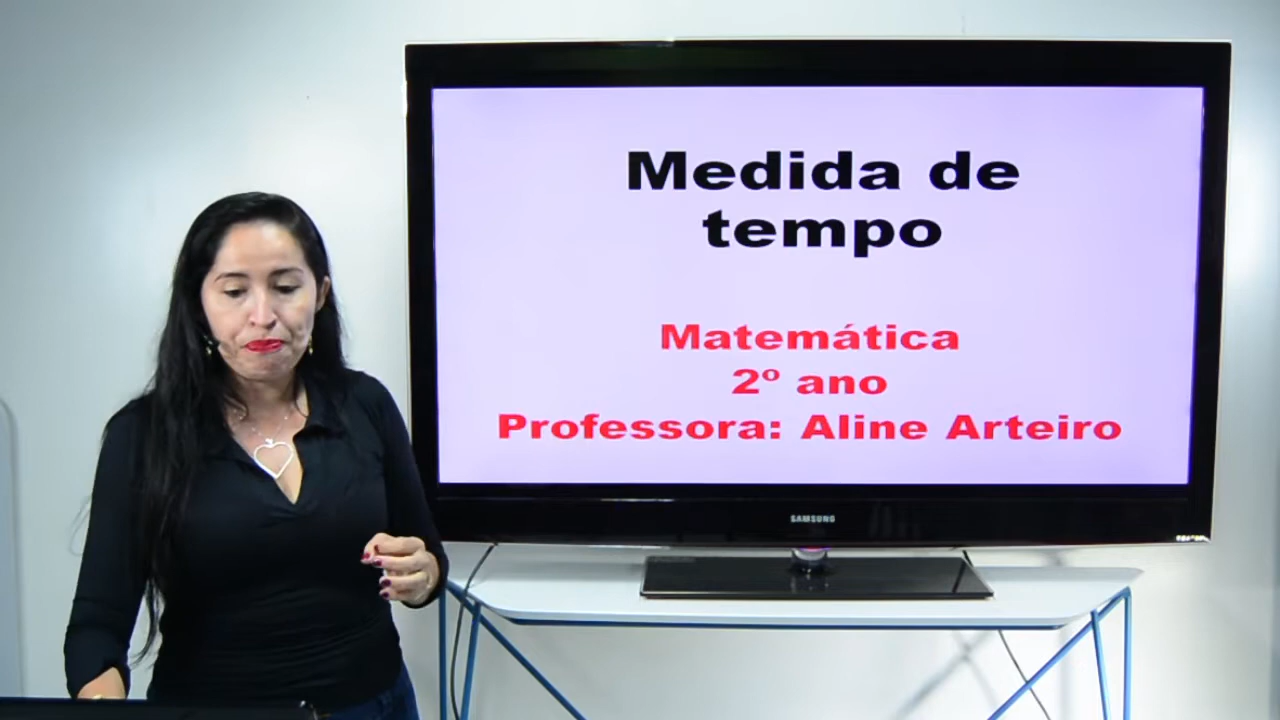 Medida de
tempo
Matemática
2º ano
Professora: Aline Arteiro
SAMSUNG